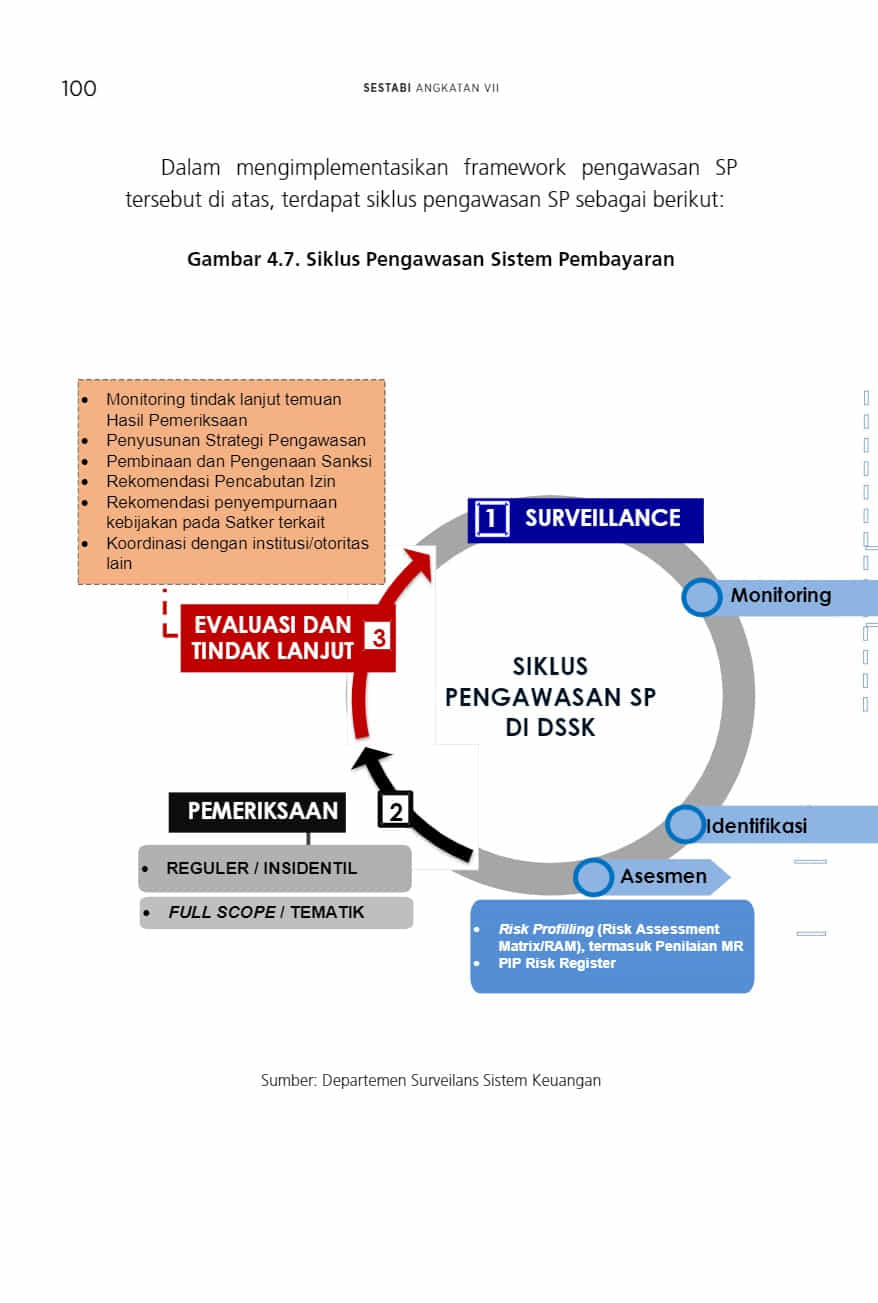 100
SESTABI ANGKATAN VII
Dalam mengimplementasikan framework pengawasan SP
tersebut di atas, terdapat siklus pengawasan SP sebagai berikut:
Gambar 4.7. Siklus Pengawasan Sistem Pembayaran
• Monitoring tindak lanjut temuan
Hasil Pemeriksaan
• Penyusunan Strategi Pengawasan
• Pembinaan dan Pengenaan Sanksi
• Rekomendasi Pencabutan Izin
• Rekomendasi penyempurnaan
kebijakan pada Satker terkait
• Koordinasi dengan institusi/otoritas
lain
1 SURVEILLANCE
Monitoring
EVALUASI DAN
TINDAK LANJUT 3
SIKLUS
PENGAWASAN SP
DI DSSK
PEMERIKSAAN 2
Identifikasi
• REGULER / INSIDENTIL
• FULL SCOPE / TEMATIK
Asesmen
• Risk Profilling (Risk Assessment
Matrix/RAM), termasuk Penilaian MR
• PIP Risk Register
Sumber: Departemen Surveilans Sistem Keuangan